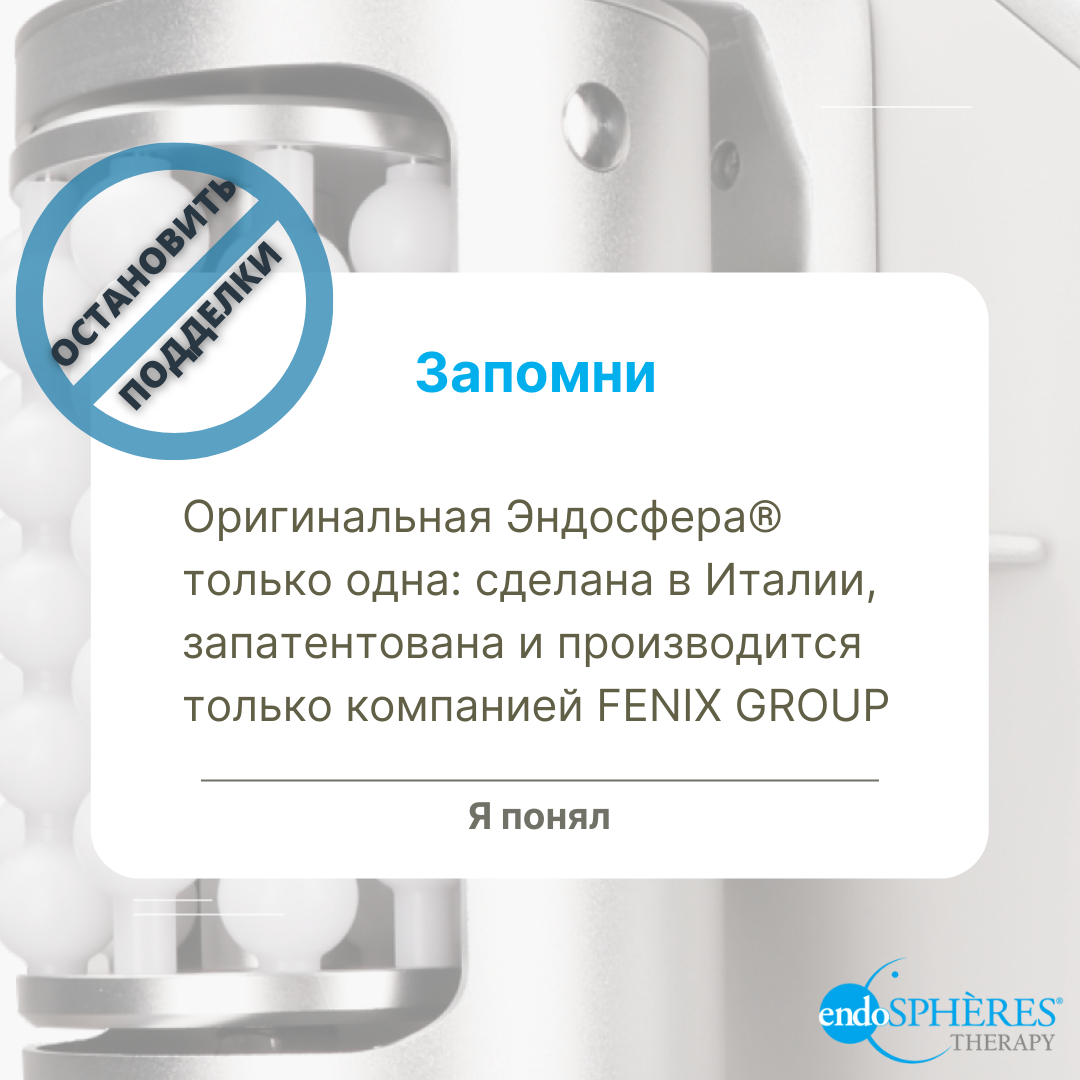 ОСТАНОВИТЬ
ПОДДЕЛКИ
Запомни
Оригинальная Эндосфера®
только одна: сделана в Италии,
запатентована и производится
только компанией FENIX GROUP
Я понял
endoSPHÈRES®
THERAPY